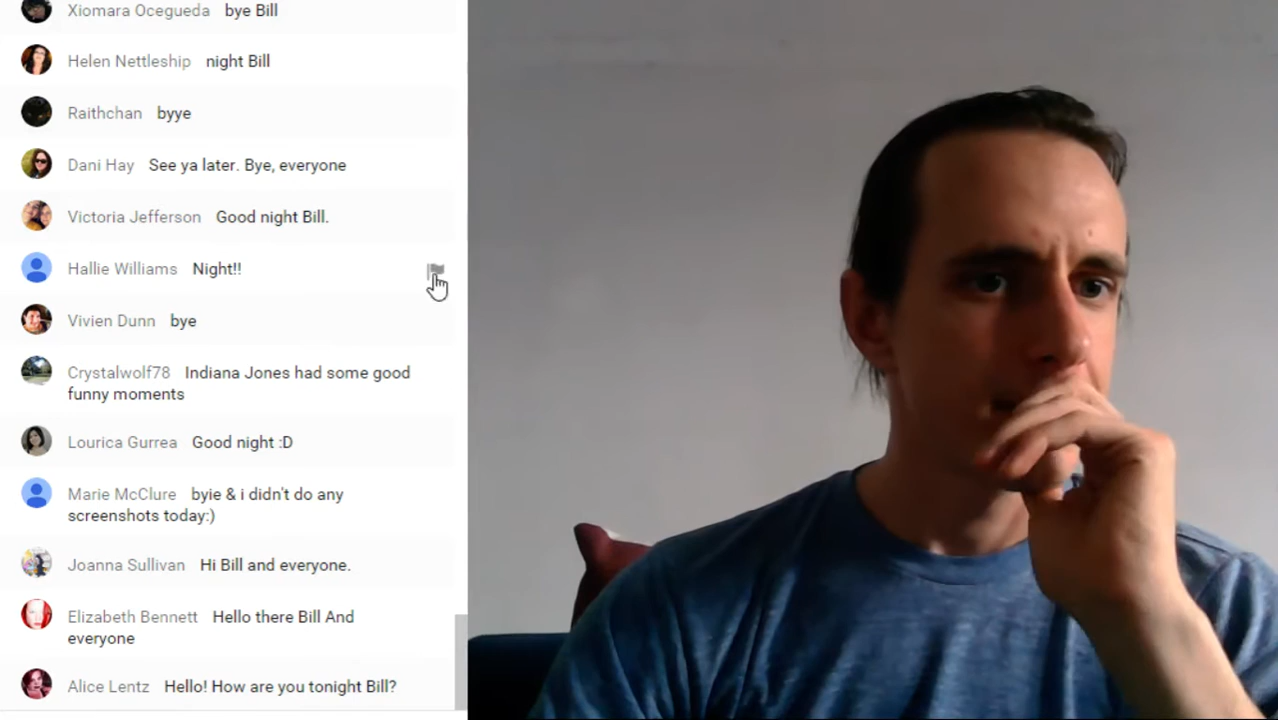 Xiomara Ocegueda bye Bill
Helen Nettleship night Bill
Raithchan byye
Dani Hay See ya later. Bye, everyone
Victoria Jefferson Good night Bill.
Hallie Williams Night!!
Vivien Dunn bye
Crystalwolf78 Indiana Jones had some good
funny moments
Lourica Gurrea Good night :D
Marie McClure byie & i didn't do any
screenshots today:)
Joanna Sullivan Hi Bill and everyone.
Elizabeth Bennett Hello there Bill And
everyone
Alice Lentz Hello! How are you tonight Bill?